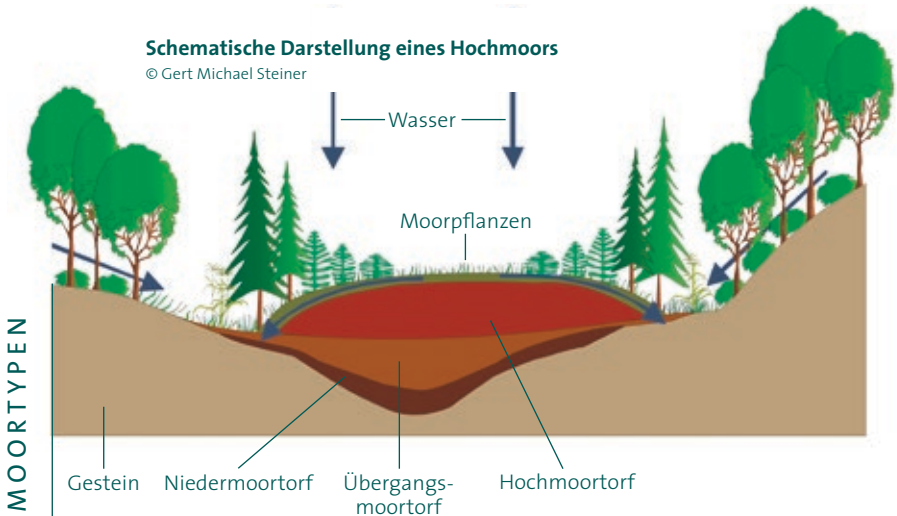 Schematische Darstellung eines Hochmoors
© Gert Michael Steiner
Wasser
Moorpflanzen
MOORTYPEN
Gestein
Niedermoortorf
Übergangs-
moortorf
Hochmoortorf